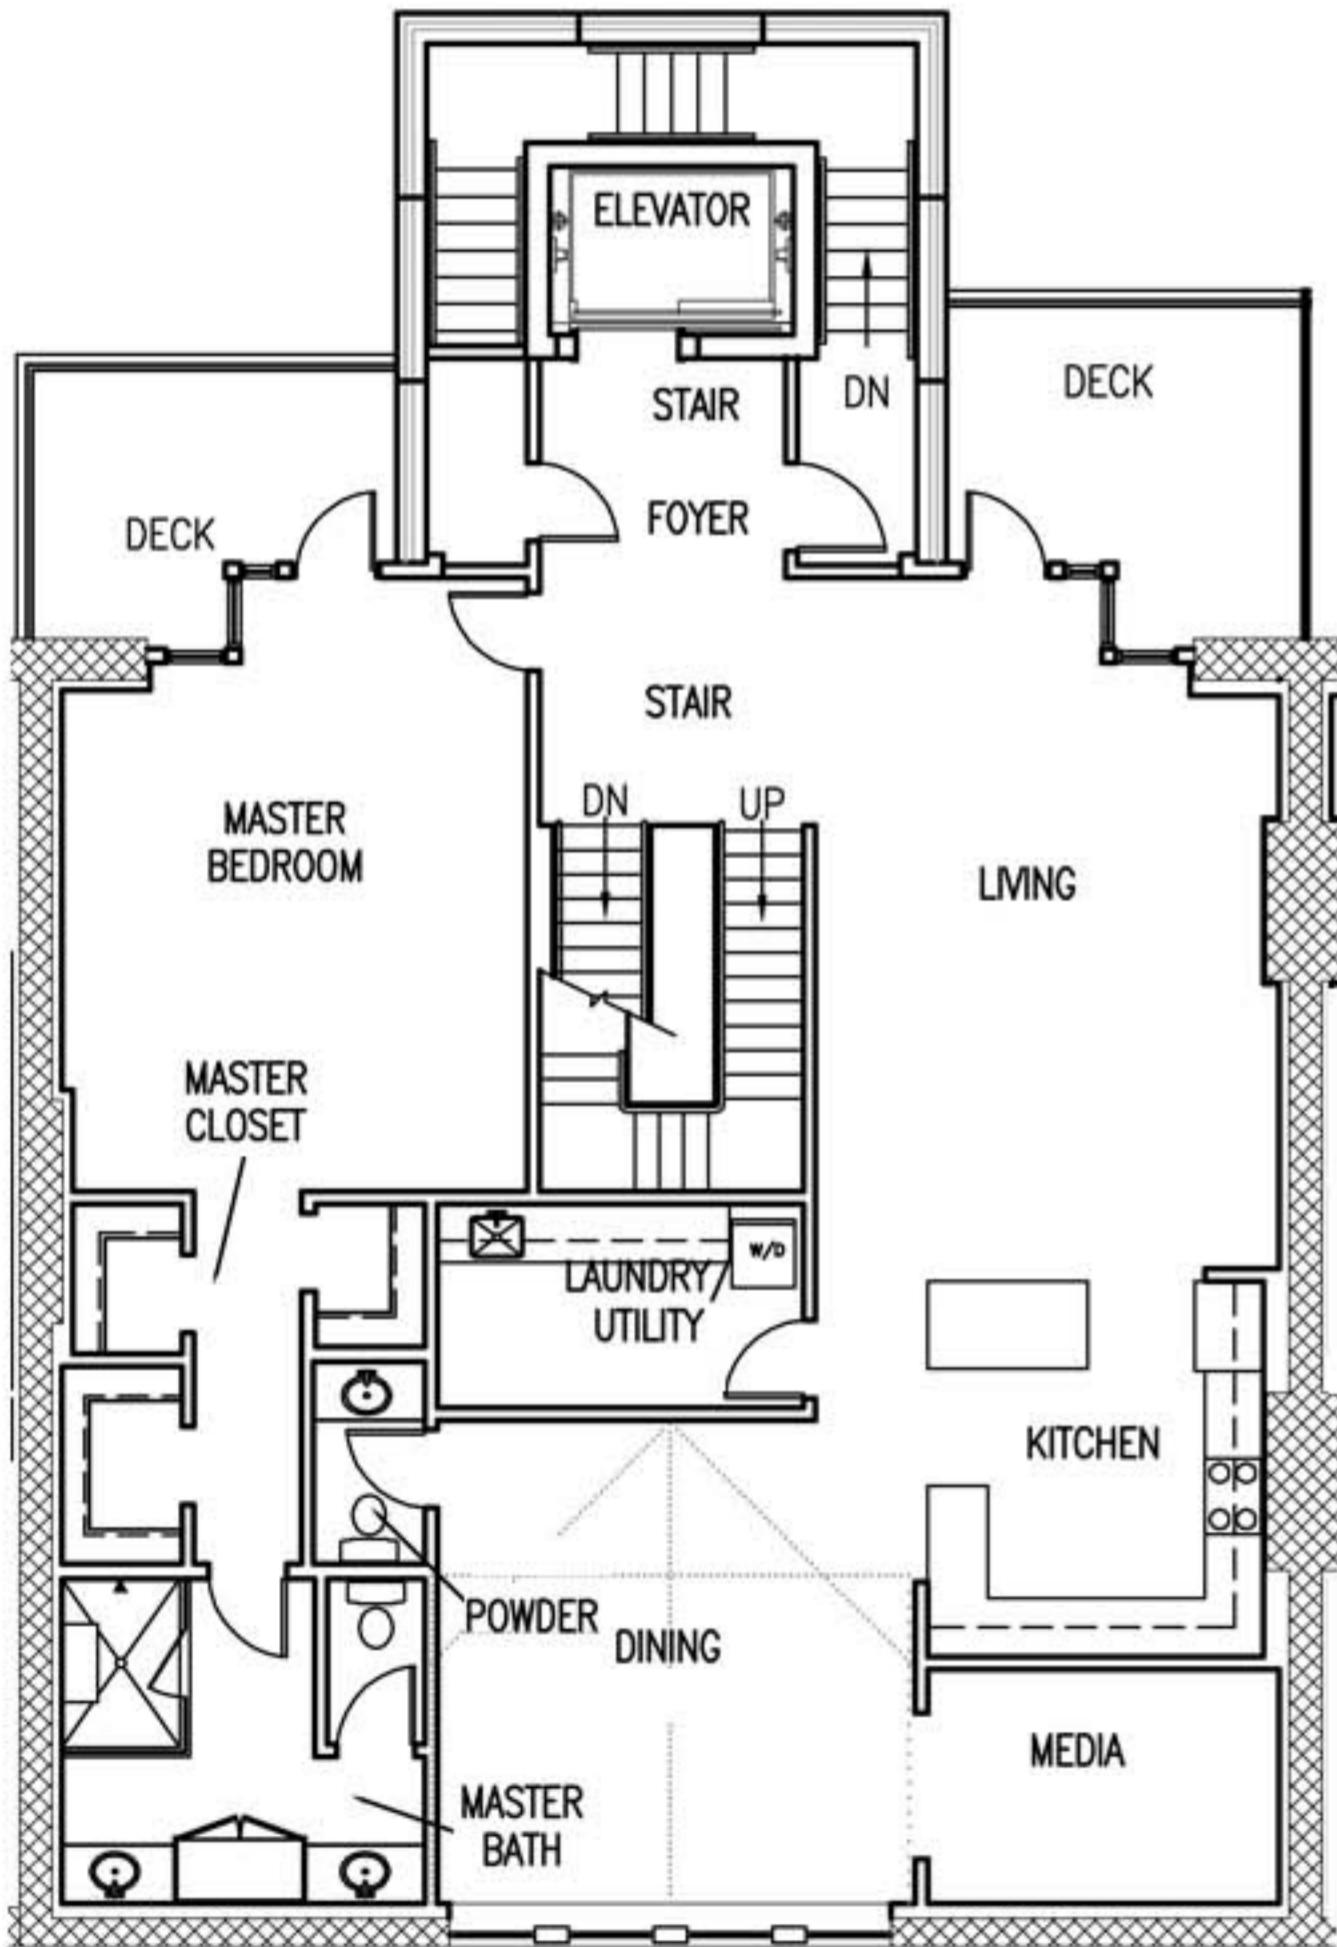 ELEVATOR
STAIR
DN
DECK
DECK
FOYER
STAIR
DN
UP
MASTER
BEDROOM
LIVING
MASTER
CLOSET
W/D
LAUNDRY
UTILITY
KITCHEN
POWDER
DINING
MEDIA
MASTER
BATH